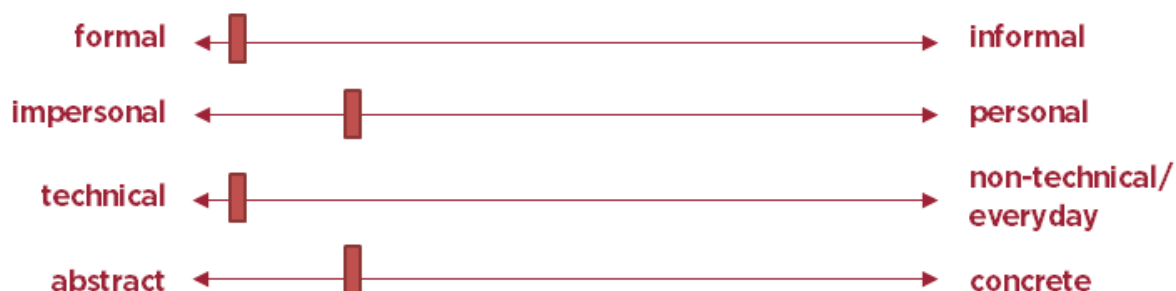 formal informal
impersonal personal
technical non-technical/
everyday
abstract concrete